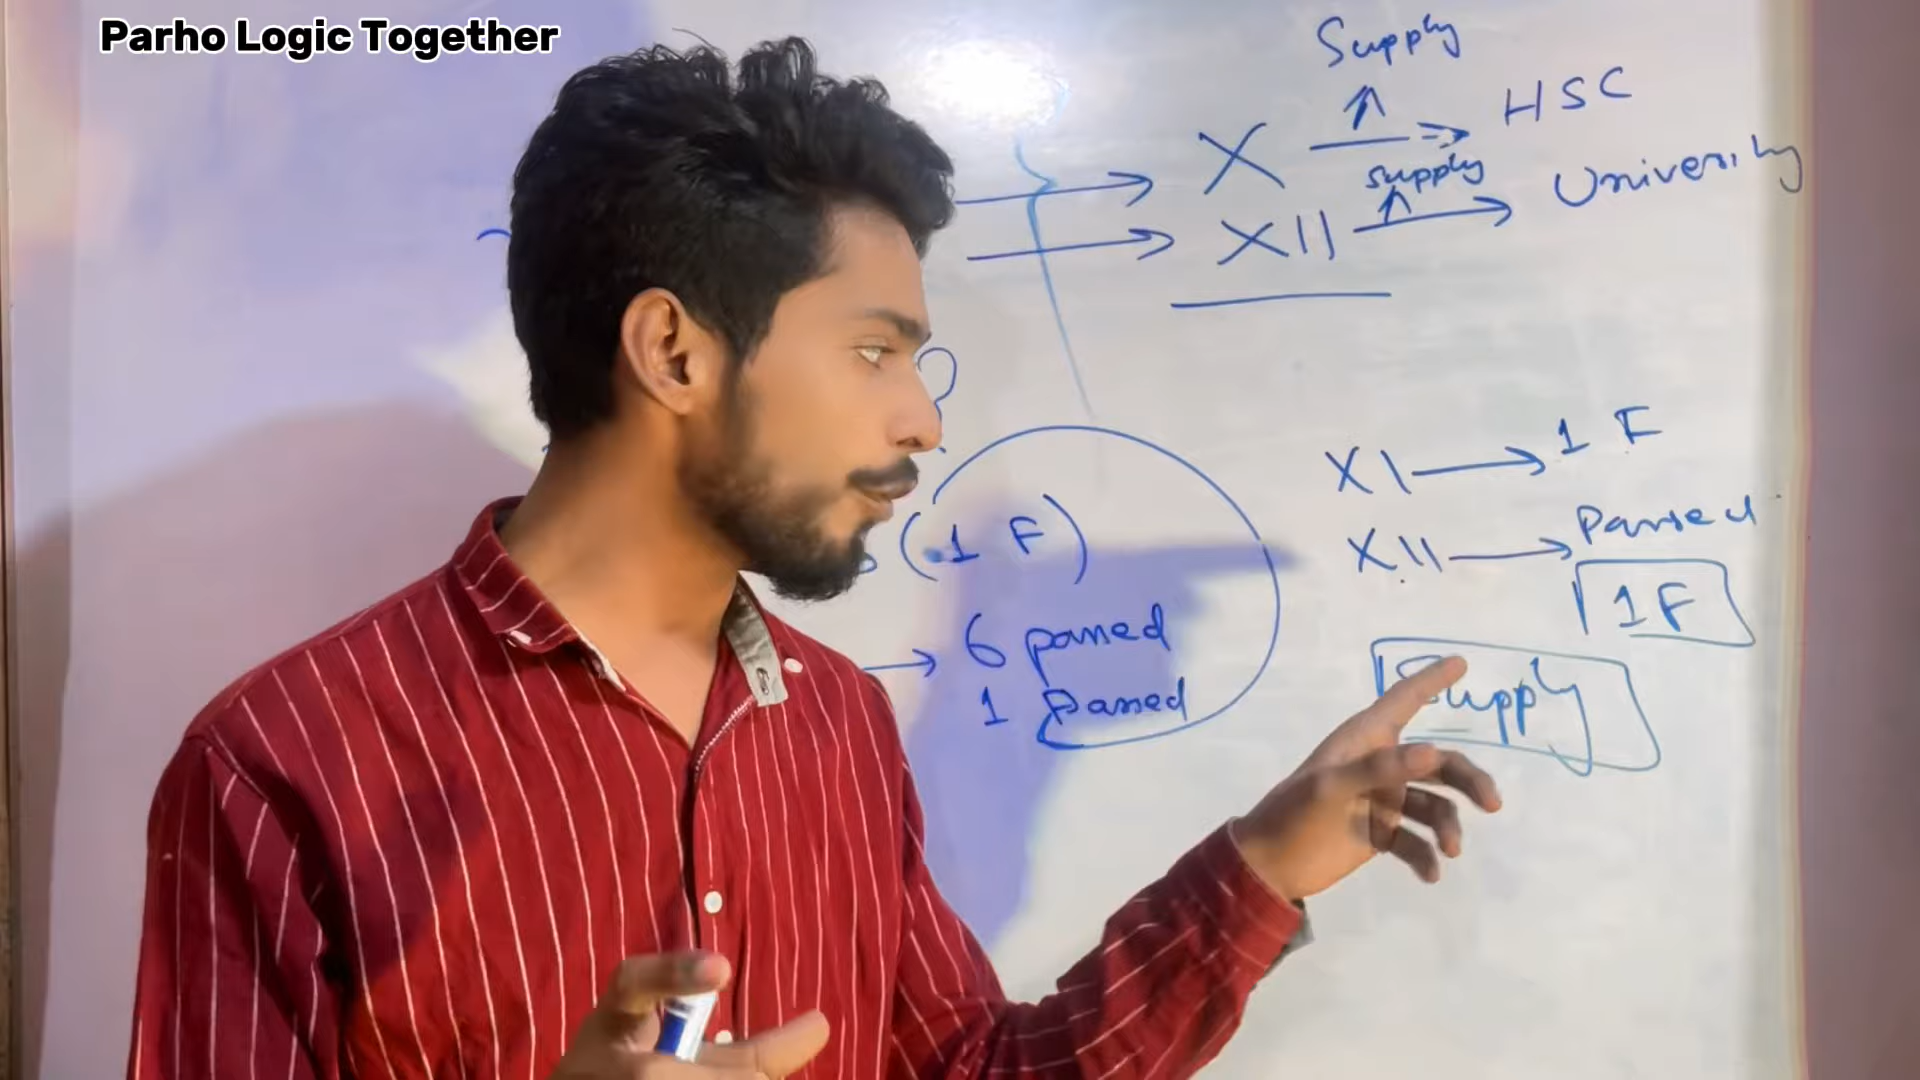 Parho Logic Together
Supply
X → HSC
supply
XII → University
XI → 1 F
XII → Passed
1F
Supply
(1 F)
→ 6 passed
1 Passed